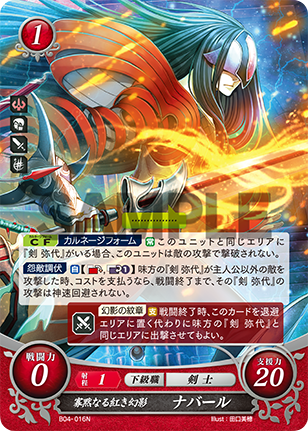 1
SAMPLE
CF カルネージフォーム 常 このユニットと同じエリアに
『剣 弥代』がいる場合、このユニットは敵の攻撃で撃破されない。
怨敵調伏 自 味方の『剣 弥代』が主人公以外の敵を
攻撃した時、コストを支払うなら、戦闘終了まで、その『剣 弥代』の
攻撃は神速回避されない。
幻影の紋章 支 戦闘終了時、このカードを退避
エリアに置く代わりに味方の『剣 弥代』と
同じエリアに出撃させてもよい。
戦闘力
0
射程 1 下級職 剣士
支援力
20
寡黙なる紅き幻影 ナバール
B04-016N
Illust：田口美穂